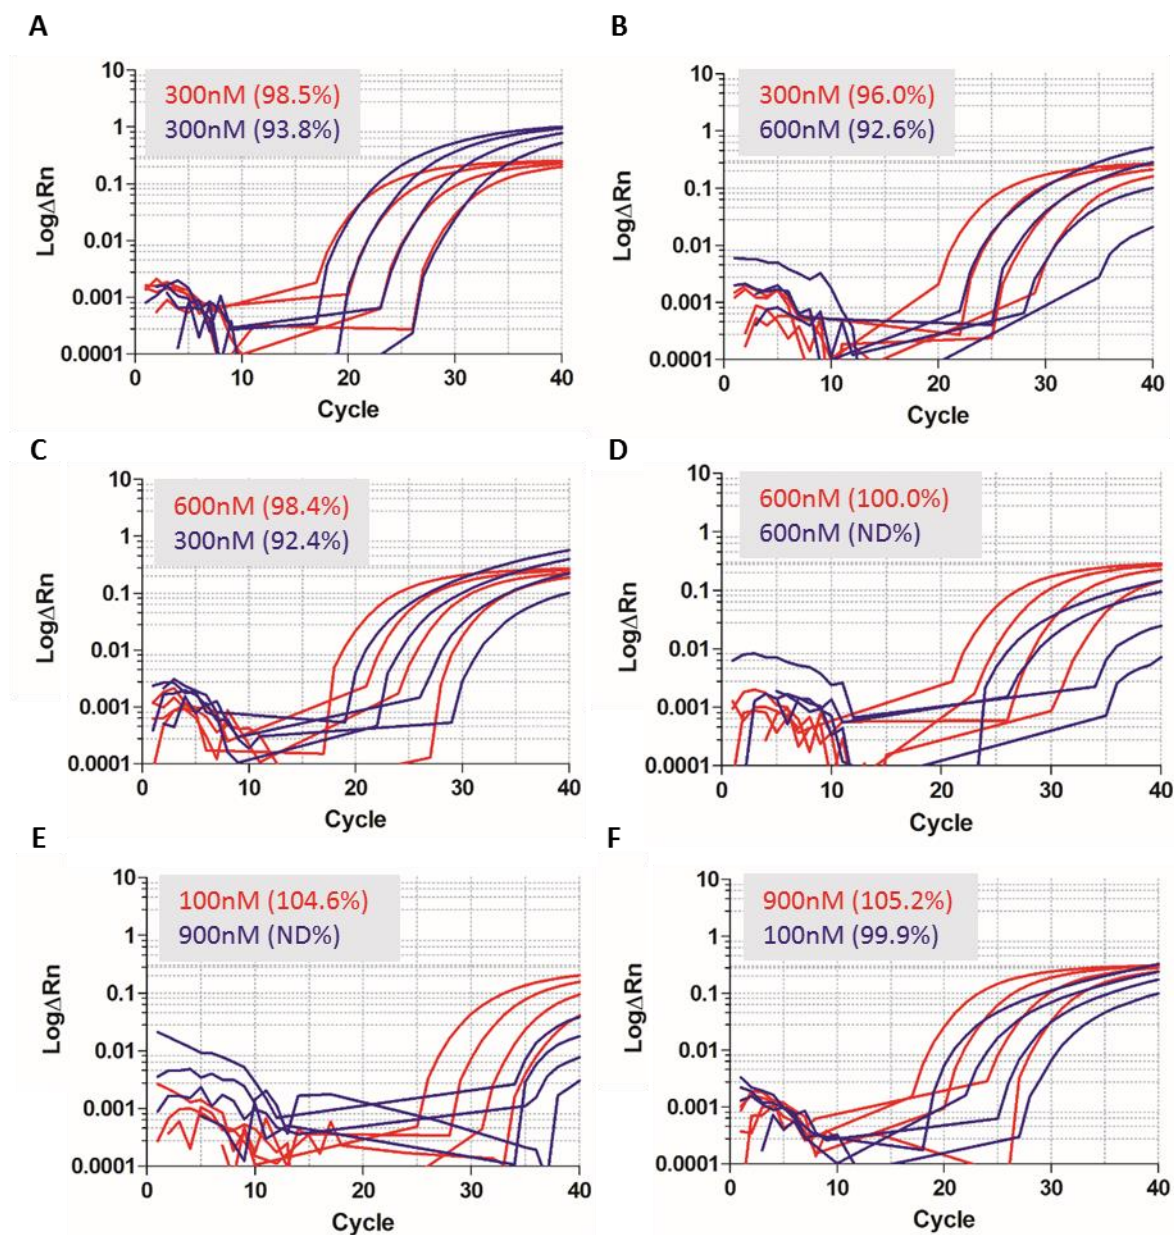 A
B
10
1
0.1
0.01
0.001
0.0001
LogΔRn
300nM (98.5%)
300nM (93.8%)
0 10 20 30 40
Cycle
10
1
0.1
0.01
0.001
0.0001
LogΔRn
300nM (96.0%)
600nM (92.6%)
0 10 20 30 40
Cycle
C
D
10
1
0.1
0.01
0.001
0.0001
LogΔRn
600nM (98.4%)
300nM (92.4%)
0 10 20 30 40
Cycle
10
1
0.1
0.01
0.001
0.0001
LogΔRn
600nM (100.0%)
600nM (ND%)
0 10 20 30 40
Cycle
E
F
10
1
0.1
0.01
0.001
0.0001
LogΔRn
100nM (104.6%)
900nM (ND%)
0 10 20 30 40
Cycle
10
1
0.1
0.01
0.001
0.0001
LogΔRn
900nM (105.2%)
100nM (99.9%)
0 10 20 30 40
Cycle